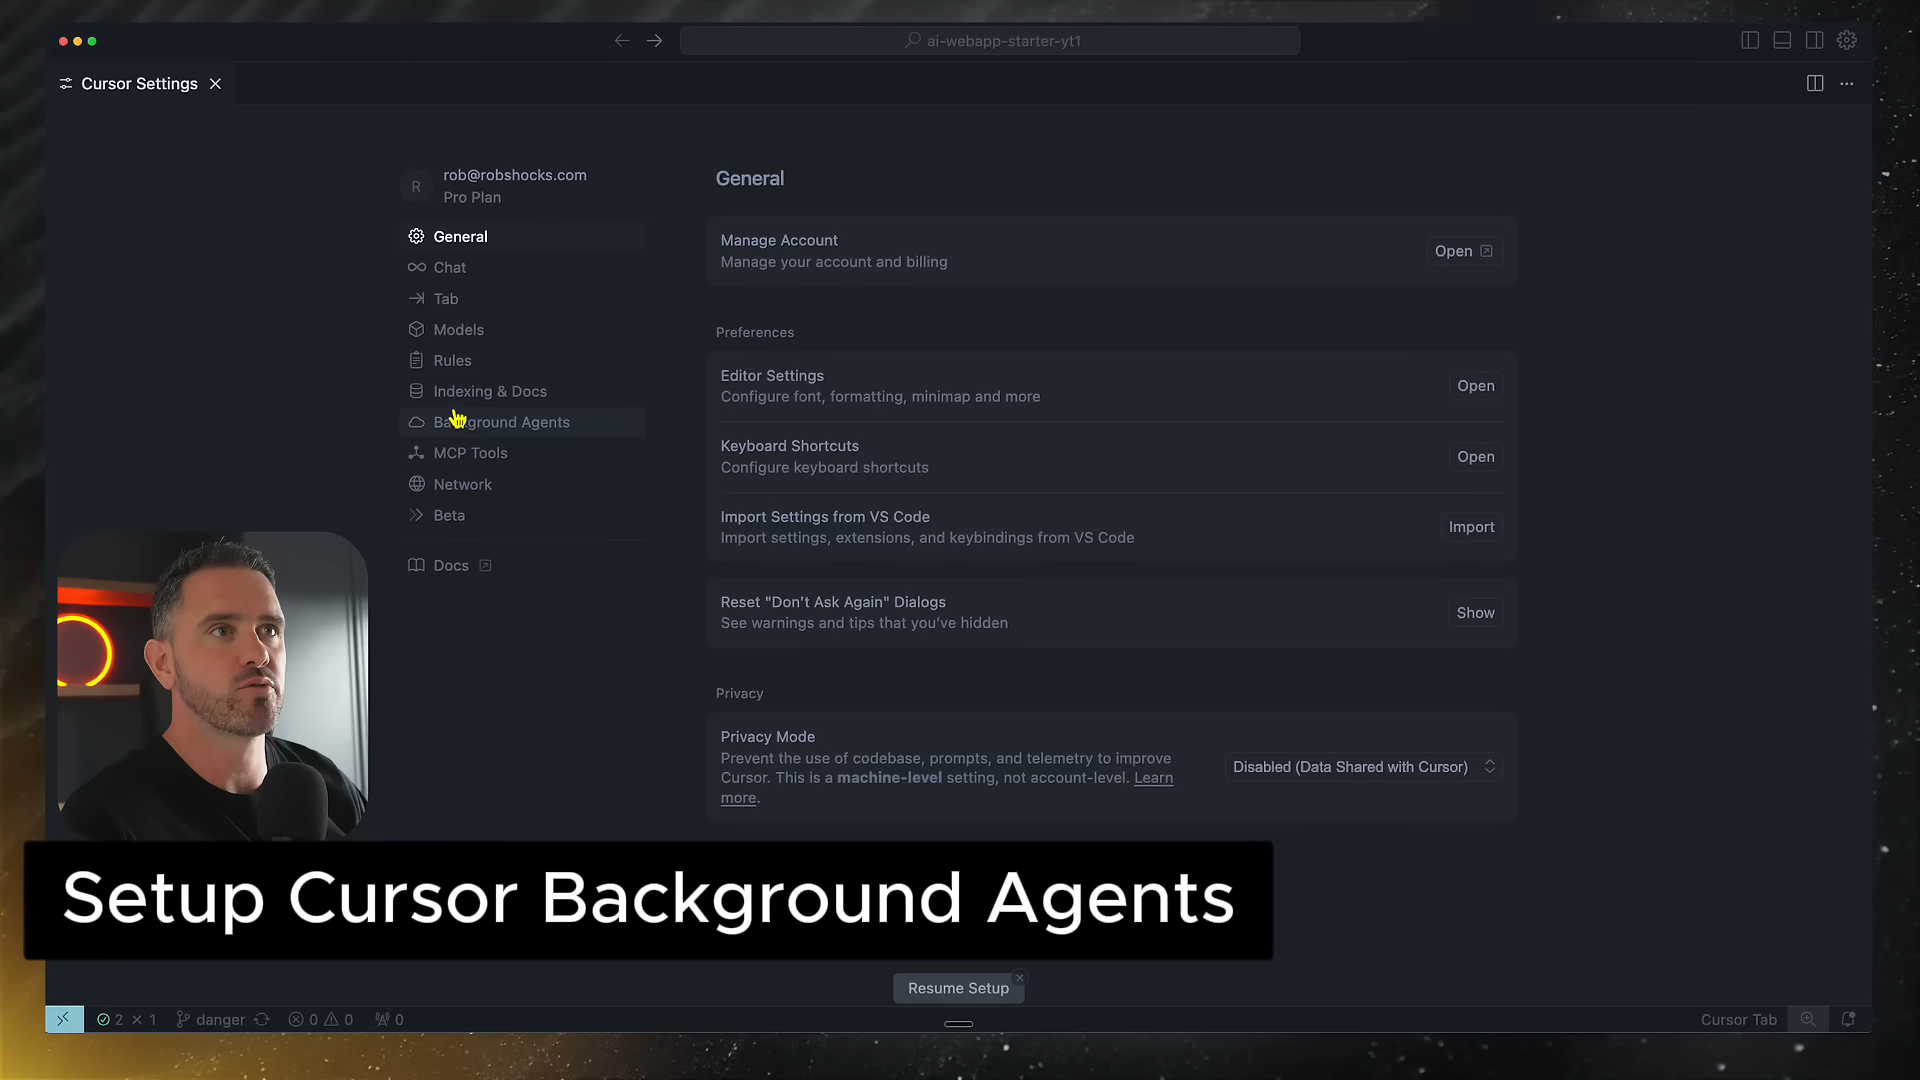 ai-webapp-starter-yt1
Cursor Settings
R
rob@robshocks.com
Pro Plan
General
Chat
Tab
Models
Rules
Indexing & Docs
Background Agents
MCP Tools
Network
Beta
Docs
General
Manage Account
Manage your account and billing
Open
Preferences
Editor Settings
Configure font, formatting, minimap and more
Open
Keyboard Shortcuts
Configure keyboard shortcuts
Open
Import Settings from VS Code
Import settings, extensions, and keybindings from VS Code
Import
Reset "Don't Ask Again" Dialogs
See warnings and tips that you've hidden
Show
Privacy
Privacy Mode
Prevent the use of codebase, prompts, and telemetry to improve
Cursor. This is a machine-level setting, not account-level. Learn
more.
Disabled (Data Shared with Cursor)
Setup Cursor Background Agents
Resume Setup
2 1 danger 0 0 0
Cursor Tab